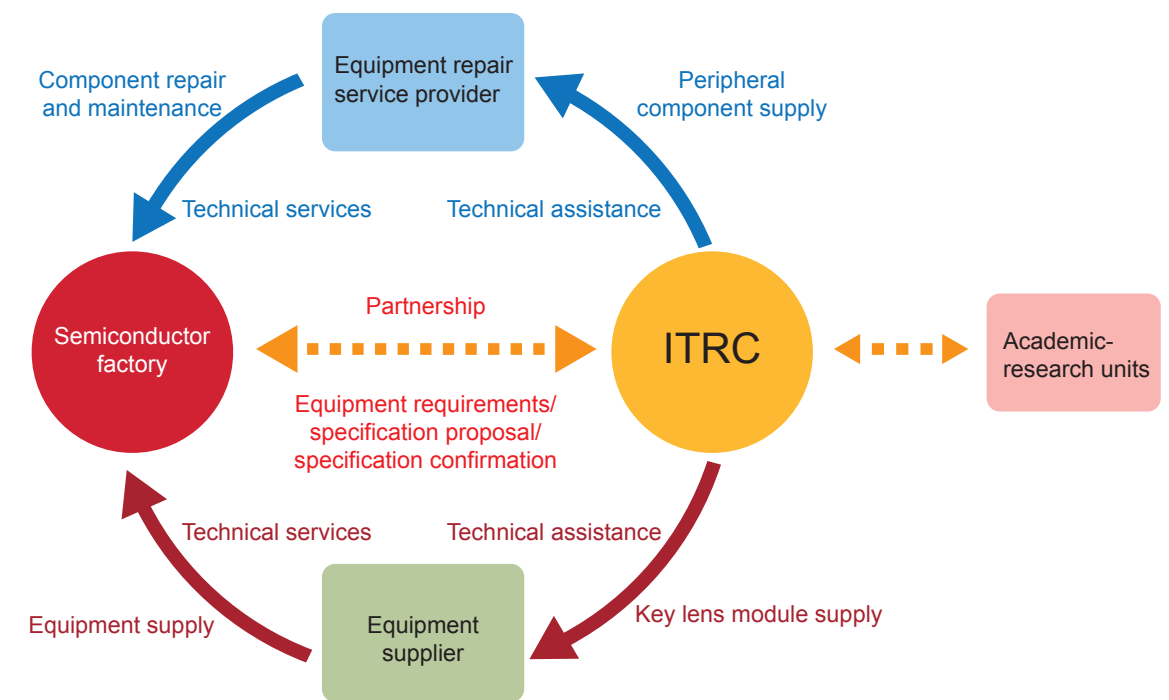 Equipment repair
service provider
Component repair
and maintenance
Peripheral
component supply
Technical services
Technical assistance
Semiconductor
factory
Partnership
ITRC
Academic-
research units
Equipment requirements/
specification proposal/
specification confirmation
Technical services
Technical assistance
Equipment supply
Equipment
supplier
Key lens module supply